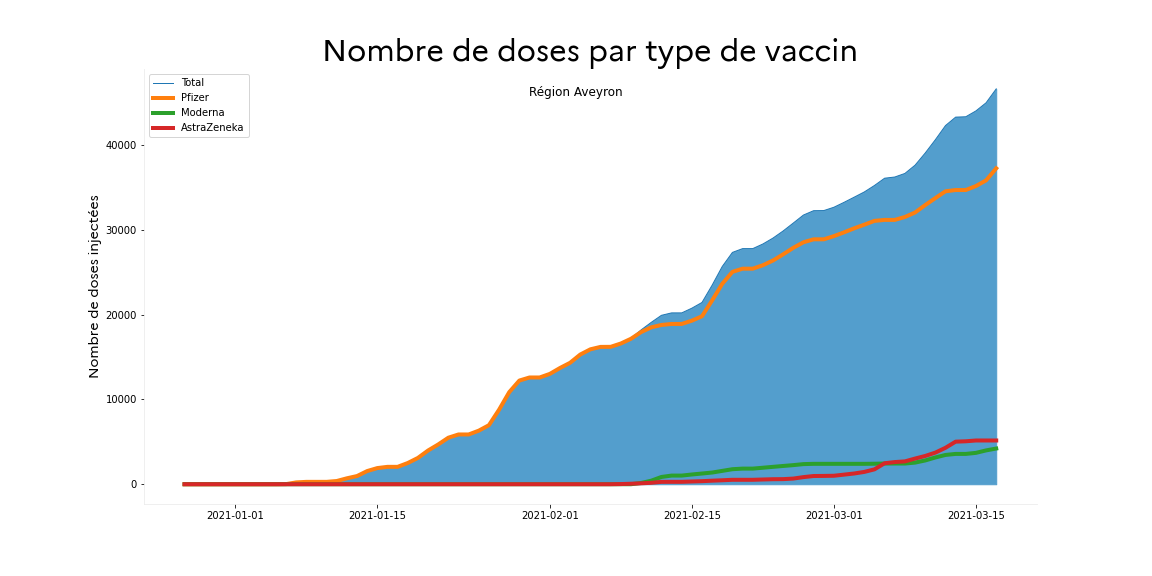 Nombre de doses par type de vaccin
Région Aveyron
Total
Pfizer
Moderna
AstraZeneka
Nombre de doses injectées
40000
30000
20000
10000
0
2021-01-01
2021-01-15
2021-02-01
2021-02-15
2021-03-01
2021-03-15